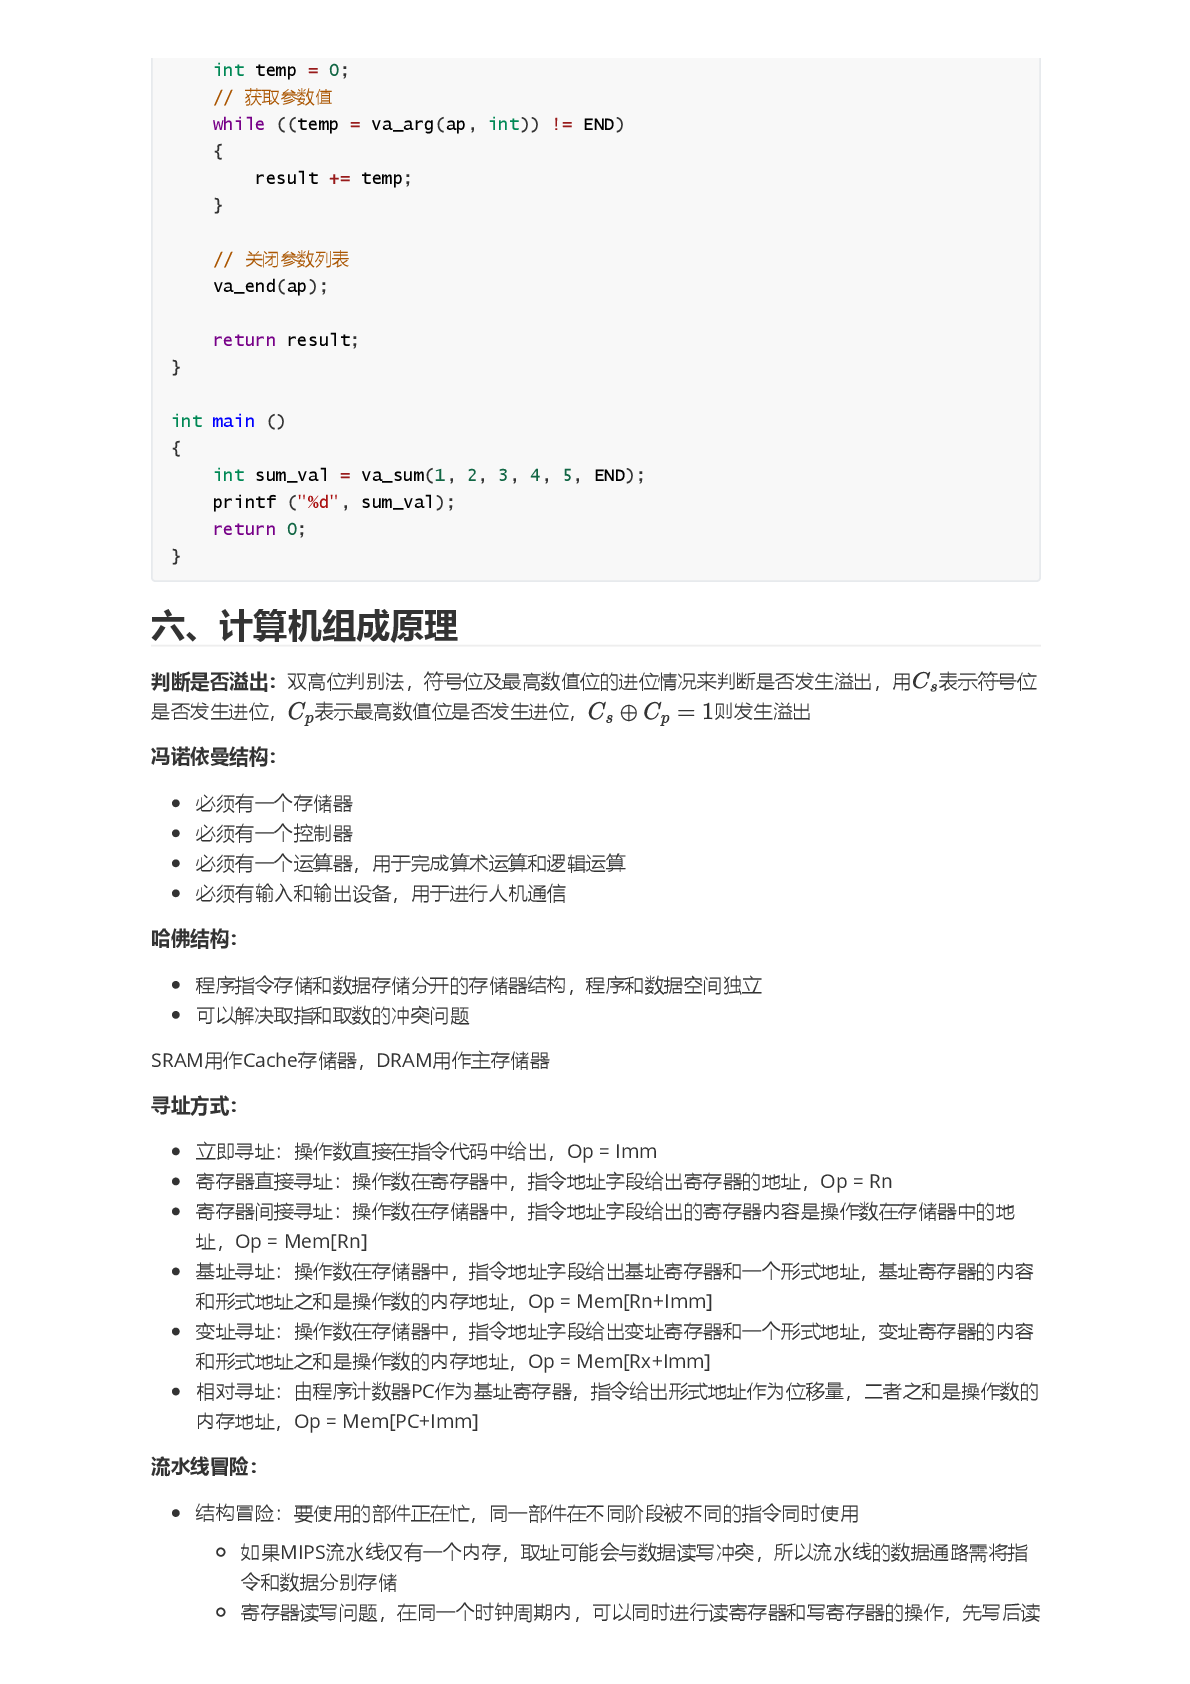 int temp = 0;
// 获取参数值
while ((temp = va_arg(ap, int)) != END)
{
result += temp;
}
// 关闭参数列表
va_end(ap);
return result;
}
int main ()
{
int sum_val = va_sum(1, 2, 3, 4, 5, END);
printf ("%d", sum_val);
return 0;
}
六、计算机组成原理
判断是否溢出：双高位判别法，符号位及最高数值位的进位情况来判断是否发生溢出，用Cₛ表示符号位
是否发生进位，Cₚ表示最高数值位是否发生进位，Cₛ ⊕ Cₚ = 1则发生溢出
冯诺依曼结构：
• 必须有一个存储器
• 必须有一个控制器
• 必须有一个运算器，用于完成算术运算和逻辑运算
• 必须有输入和输出设备，用于进行人机通信
哈佛结构：
• 程序指令存储和数据存储分开的存储器结构，程序和数据空间独立
• 可以解决取指和取数的冲突问题
SRAM用作Cache存储器，DRAM用作主存储器
寻址方式：
• 立即寻址：操作数直接在指令代码中给出，Op = Imm
• 寄存器直接寻址：操作数在寄存器中，指令地址字段给出寄存器的地址，Op = Rn
• 寄存器间接寻址：操作数在存储器中，指令地址字段给出的寄存器内容是操作数在存储器中的地
址，Op = Mem[Rn]
• 基址寻址：操作数在存储器中，指令地址字段给出基址寄存器和一个形式地址，基址寄存器的内容
和形式地址之和是操作数的内存地址，Op = Mem[Rn+Imm]
• 变址寻址：操作数在存储器中，指令地址字段给出变址寄存器和一个形式地址，变址寄存器的内容
和形式地址之和是操作数的内存地址，Op = Mem[Rx+Imm]
• 相对寻址：由程序计数器PC作为基址寄存器，指令给出形式地址作为位移量，二者之和是操作数的
内存地址，Op = Mem[PC+Imm]
流水线冒险：
• 结构冒险：要使用的部件正在忙，同一部件在不同阶段被不同的指令同时使用
◦ 如果MIPS流水线仅有一个内存，取址可能会与数据读写冲突，所以流水线的数据通路需将指
令和数据分别存储
◦ 寄存器读写问题，在同一个时钟周期内，可以同时进行读寄存器和写寄存器的操作，先写后读